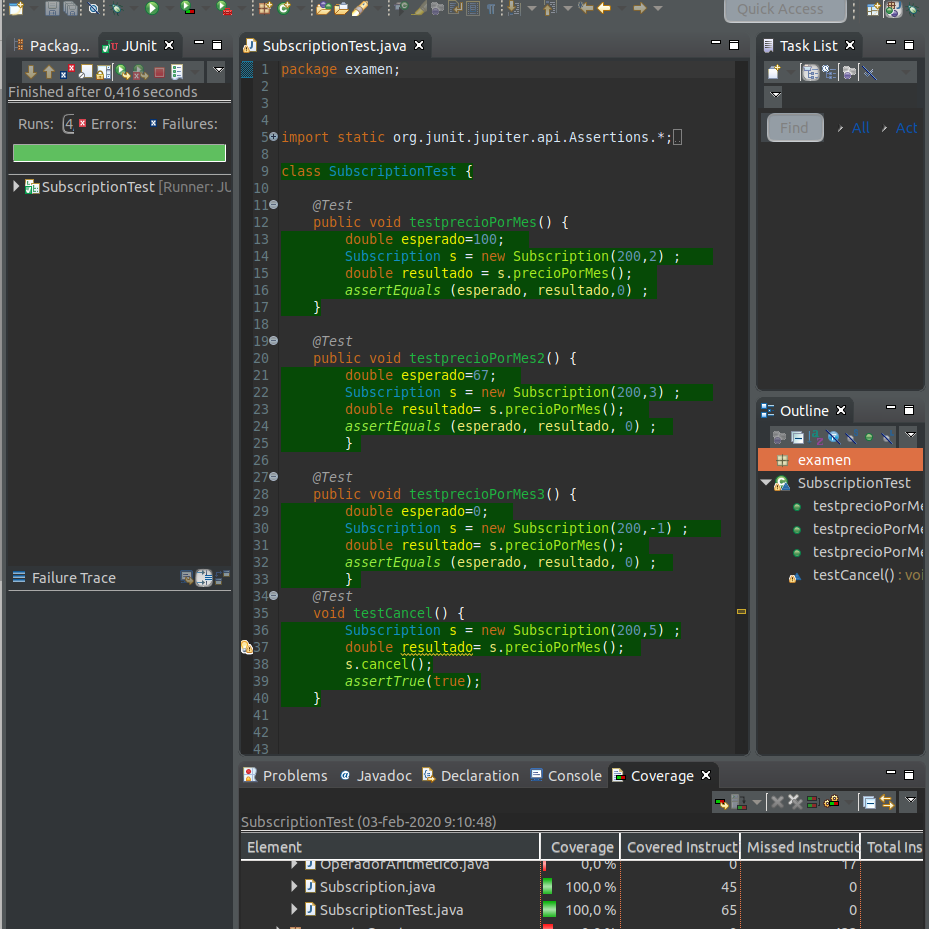 Quick Access
Packag...
JUnit
Finished after 0,416 seconds
Runs: 4 Errors: Failures:
SubscriptionTest [Runner: JU
Failure Trace
SubscriptionTest.java
1 package examen;
2
3
4
5 import static org.junit.jupiter.api.Assertions.*;
8
9 class SubscriptionTest {
10
11 @Test
12 public void testprecioPorMes() {
13 double esperado=100;
14 Subscription s = new Subscription(200,2) ;
15 double resultado = s.precioPorMes();
16 assertEquals (esperado, resultado,0) ;
17 }
18
19 @Test
20 public void testprecioPorMes2() {
21 double esperado=67;
22 Subscription s = new Subscription(200,3) ;
23 double resultado= s.precioPorMes();
24 assertEquals (esperado, resultado, 0) ;
25 }
26
27 @Test
28 public void testprecioPorMes3() {
29 double esperado=0;
30 Subscription s = new Subscription(200,-1) ;
31 double resultado= s.precioPorMes();
32 assertEquals (esperado, resultado, 0) ;
33 }
34 @Test
35 void testCancel() {
36 Subscription s = new Subscription(200,5) ;
37 double resultado= s.precioPorMes();
38 s.cancel();
39 assertTrue(true);
40 }
41
42
43
Task List
Find All Act
Outline
examen
SubscriptionTest
testprecioPorMe
testprecioPorMe
testprecioPorMe
testCancel() : voi
Problems Javadoc Declaration Console Coverage
SubscriptionTest (03-feb-2020 9:10:48)
Element Coverage Covered Instruct Missed Instructio Total Ins
OperadorAritmetico.java 0,0 % 0 17
Subscription.java 100,0 % 45 0
SubscriptionTest.java 100,0 % 65 0